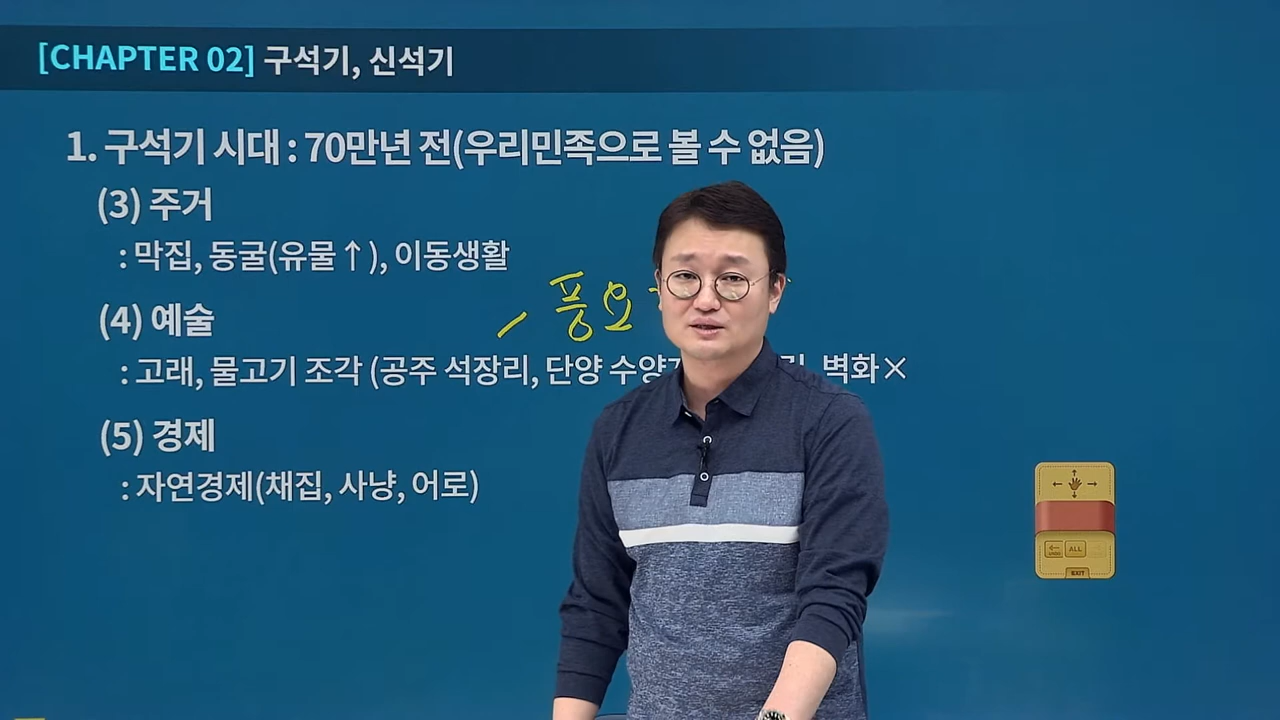 [CHAPTER 02] 구석기, 신석기
1. 구석기 시대 : 70만년 전(우리민족으로 볼 수 없음)
(3) 주거
: 막집, 동굴(유물↑), 이동생활
풍요
(4) 예술
: 고래, 물고기 조각 (공주 석장리, 단양 수양 벽화×
(5) 경제
: 자연경제(채집, 사냥, 어로)
ALL
EXIT